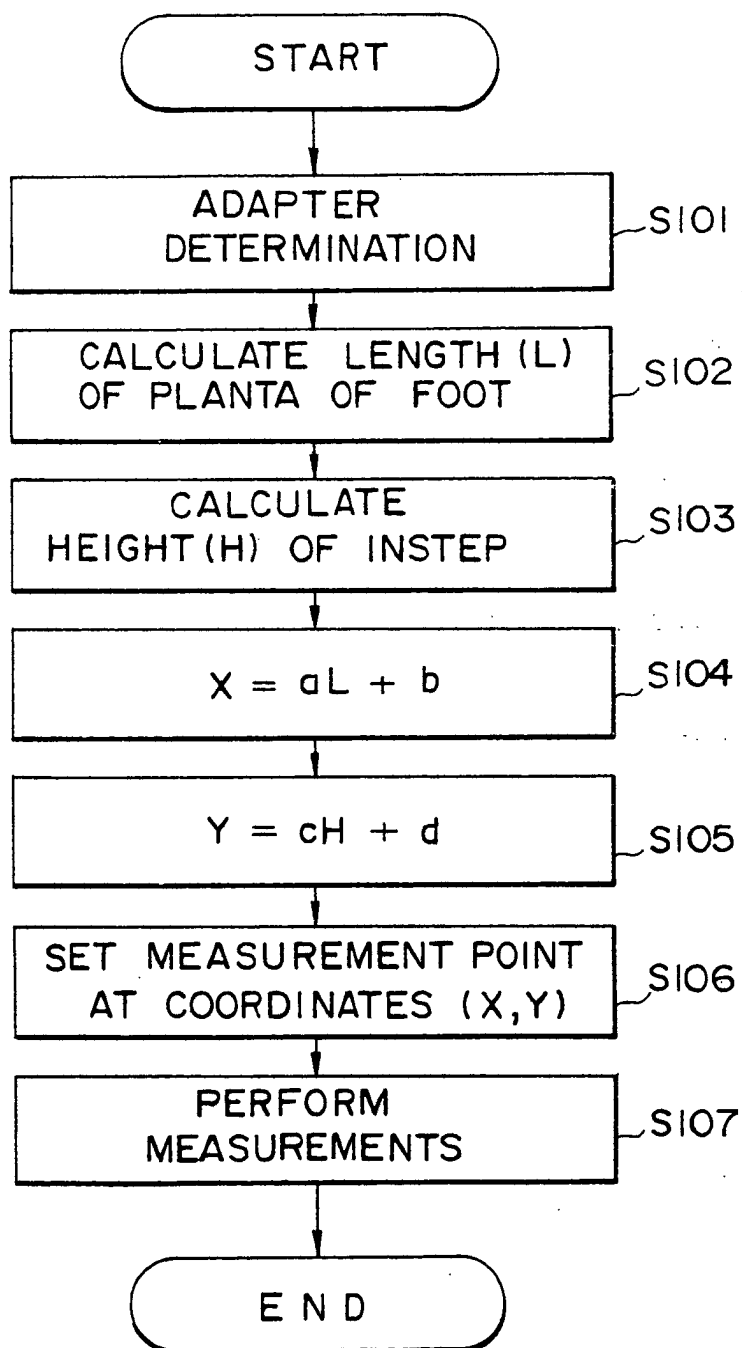 START
ADAPTER
DETERMINATION
S101
CALCULATE LENGTH (L)
OF PLANTA OF FOOT
S102
CALCULATE
HEIGHT (H) OF INSTEP
S103
X = aL + b
S104
Y = cH + d
S105
SET MEASUREMENT POINT
AT COORDINATES (X,Y)
S106
PERFORM
MEASUREMENTS
S107
END